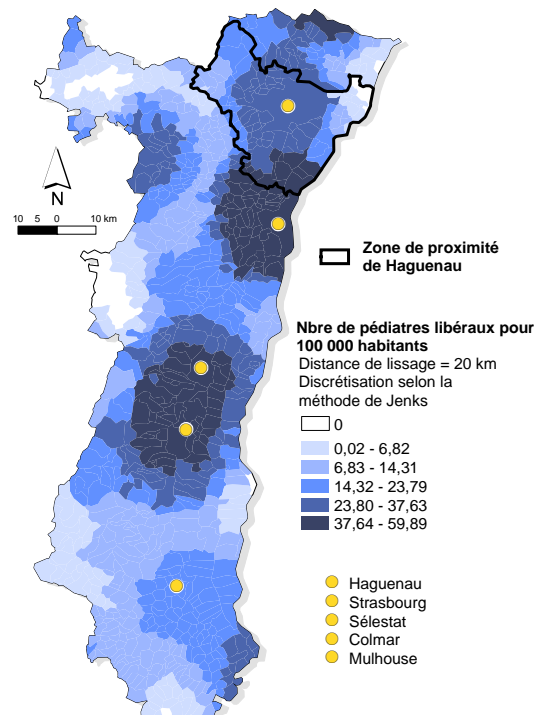 N
10 5 0 10 km
Zone de proximité
de Haguenau
Nbre de pédiatres libéraux pour
100 000 habitants
Distance de lissage = 20 km
Discrétisation selon la
méthode de Jenks
0
0,02 - 6,82
6,83 - 14,31
14,32 - 23,79
23,80 - 37,63
37,64 - 59,89
Haguenau
Strasbourg
Sélestat
Colmar
Mulhouse